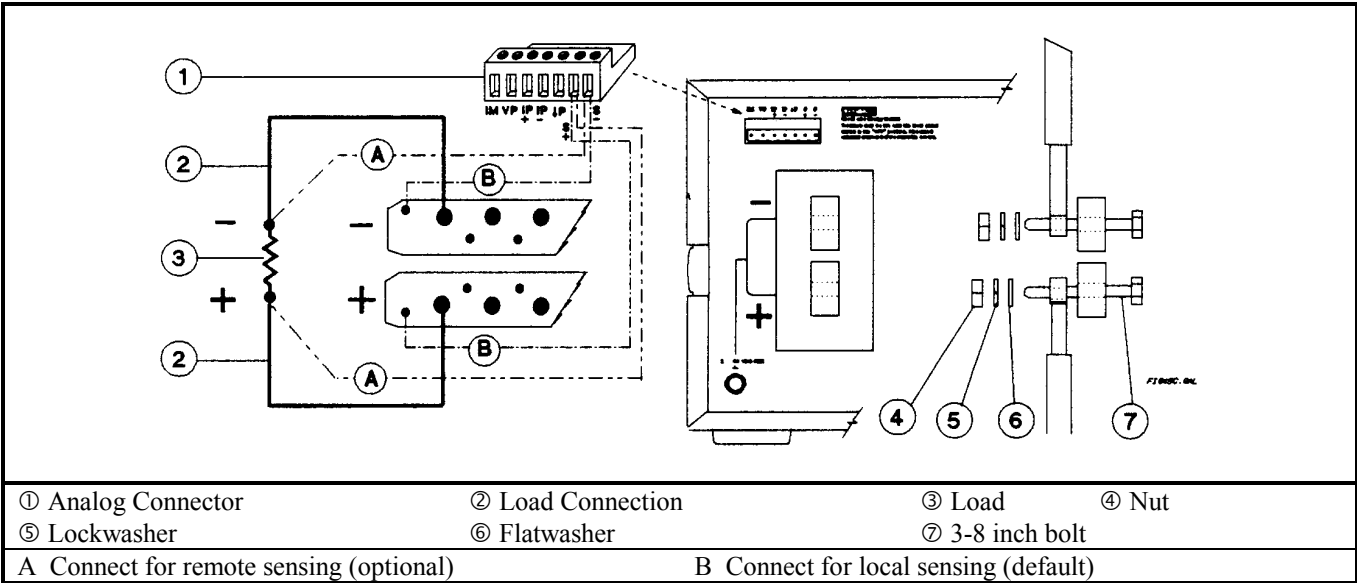 1
IM VP IP IP ↓P S
+ − −
S
+
2
A
B
−
−
3
+
+
B
2
A
−
+
4
5
6
7
① Analog Connector ② Load Connection ③ Load ④ Nut
⑤ Lockwasher ⑥ Flatwasher ⑦ 3-8 inch bolt
A Connect for remote sensing (optional) B Connect for local sensing (default)